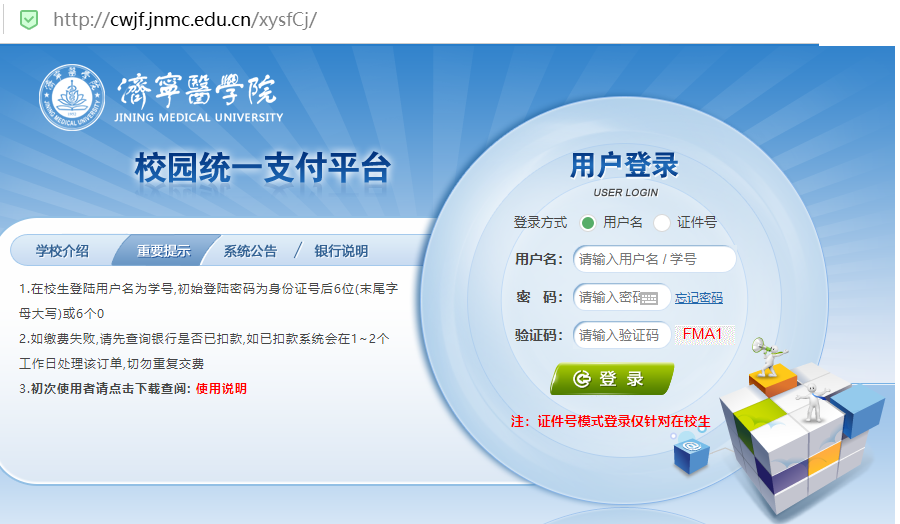 http://cwjf.jnmc.edu.cn/xysfCj/
濟寧醫學院
JINING MEDICAL UNIVERSITY
校园统一支付平台
学校介绍 重要提示 系统公告 / 银行说明
1.在校生登陆用户名为学号,初始登陆密码为身份证号后6位(末尾字
母大写)或6个0
2.如缴费失败,请先查询银行是否已扣款,如已扣款系统会在1~2个
工作日处理该订单,切勿重复交费
3.初次使用者请点击下载查阅: 使用说明
用户登录
USER LOGIN
登录方式 用户名 证件号
用户名: 请输入用户名 / 学号
密 码: 请输入密码 忘记密码
验证码: 请输入验证码 FMA1
登 录
注：证件号模式登录仅针对在校生
@